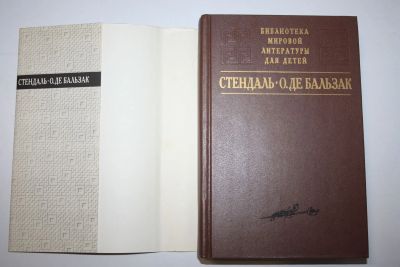 СТЕНДАЛЬ·О.ДЕ БАЛЬЗАК
БИБЛИОТЕКА
МИРОВОЙ
ЛИТЕРАТУРЫ
ДЛЯ ДЕТЕЙ
СТЕНДАЛЬ·О.ДЕ БАЛЬЗАК